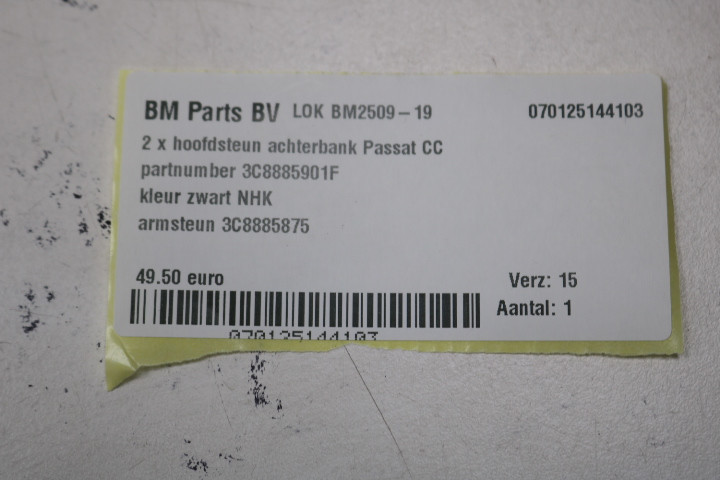 BM Parts BV LOK BM2509-19 070125144103
2 x hoofdsteun achterbank Passat CC
partnumber 3C8885901F
kleur zwart NHK
armsteun 3C8885875
49.50 euro Verz: 15
Aantal: 1
070125144103